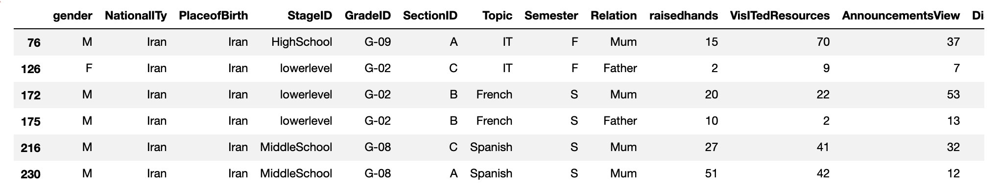 gender NationalITy PlaceofBirth StageID GradeID SectionID Topic Semester Relation raisedhands VisITedResources AnnouncementsView Di
76 M Iran Iran HighSchool G-09 A IT F Mum 15 70 37
126 F Iran Iran lowerlevel G-02 C IT F Father 2 9 7
172 M Iran Iran lowerlevel G-02 B French S Mum 20 22 53
175 M Iran Iran lowerlevel G-02 B French S Father 10 2 13
216 M Iran Iran MiddleSchool G-08 C Spanish S Mum 27 41 32
230 M Iran Iran MiddleSchool G-08 A Spanish S Mum 51 42 12